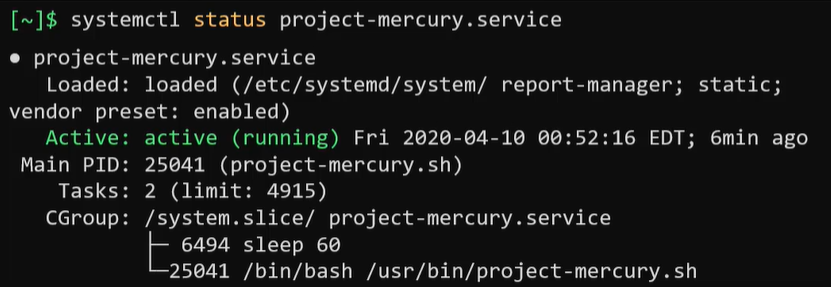 [~]$ systemctl status project-mercury.service
● project-mercury.service
Loaded: loaded (/etc/systemd/system/ report-manager; static;
vendor preset: enabled)
Active: active (running) Fri 2020-04-10 00:52:16 EDT; 6min ago
Main PID: 25041 (project-mercury.sh)
Tasks: 2 (limit: 4915)
CGroup: /system.slice/ project-mercury.service
├─ 6494 sleep 60
└─25041 /bin/bash /usr/bin/project-mercury.sh